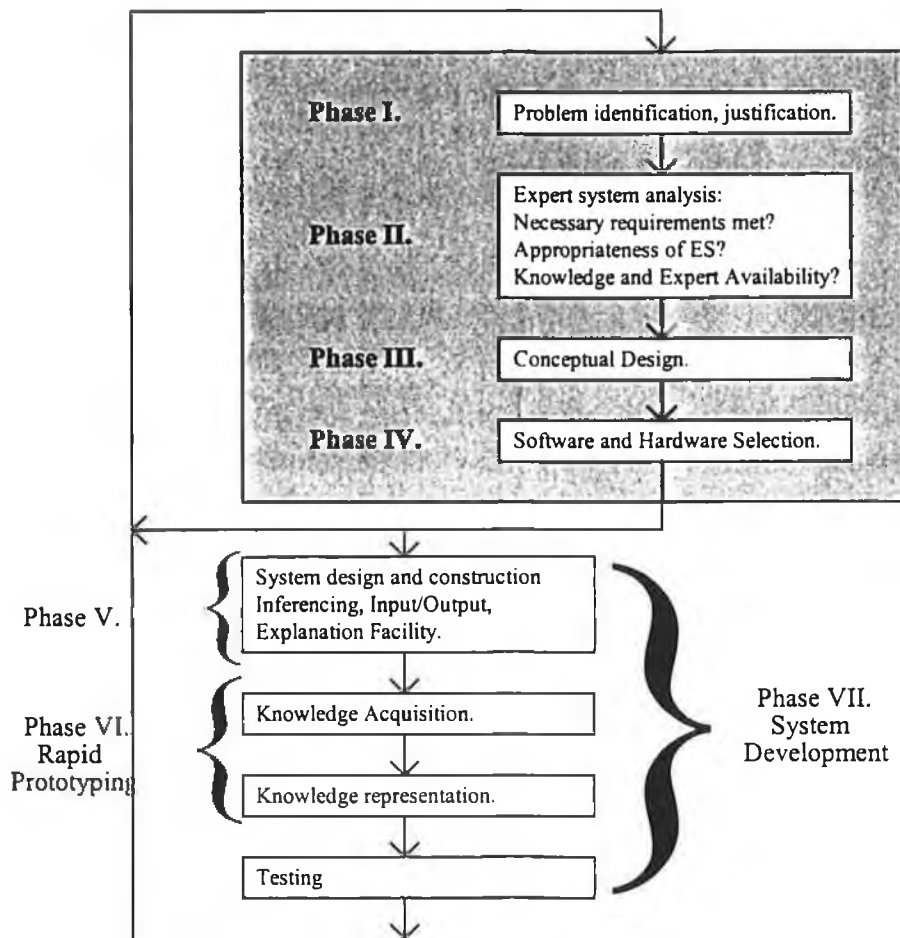 Phase I.
Problem identification, justification.
Phase II.
Expert system analysis:
Necessary requirements met?
Appropriateness of ES?
Knowledge and Expert Availability?
Phase III.
Conceptual Design.
Phase IV.
Software and Hardware Selection.
Phase V.
System design and construction
Inferencing, Input/Output,
Explanation Facility.
Phase VI.
Rapid
Prototyping
Knowledge Acquisition.
Knowledge representation.
Testing
Phase VII.
System
Development